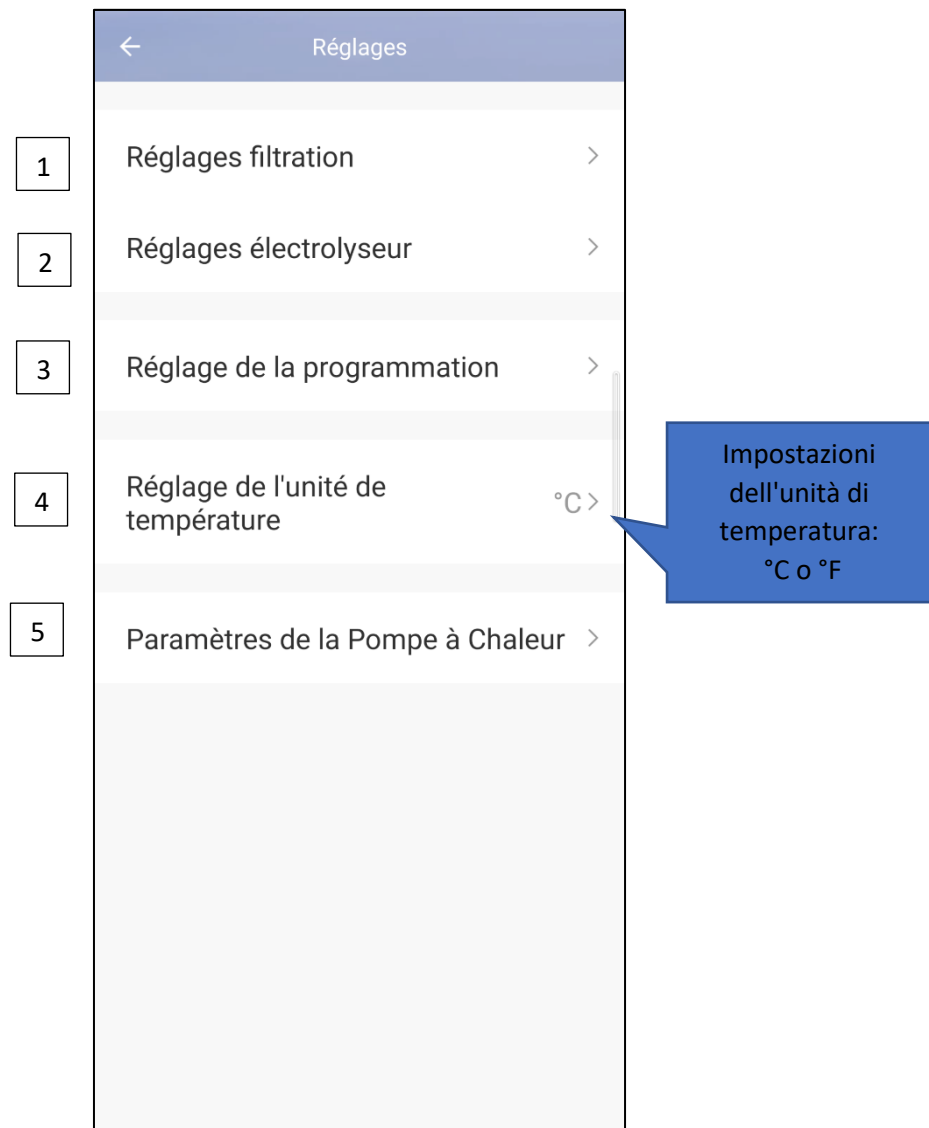 Réglages
1
Réglages filtration
2
Réglages électrolyseur
3
Réglage de la programmation
4
Réglage de l'unité de
température
°C
Impostazioni
dell'unità di
temperatura:
°C o °F
5
Paramètres de la Pompe à Chaleur